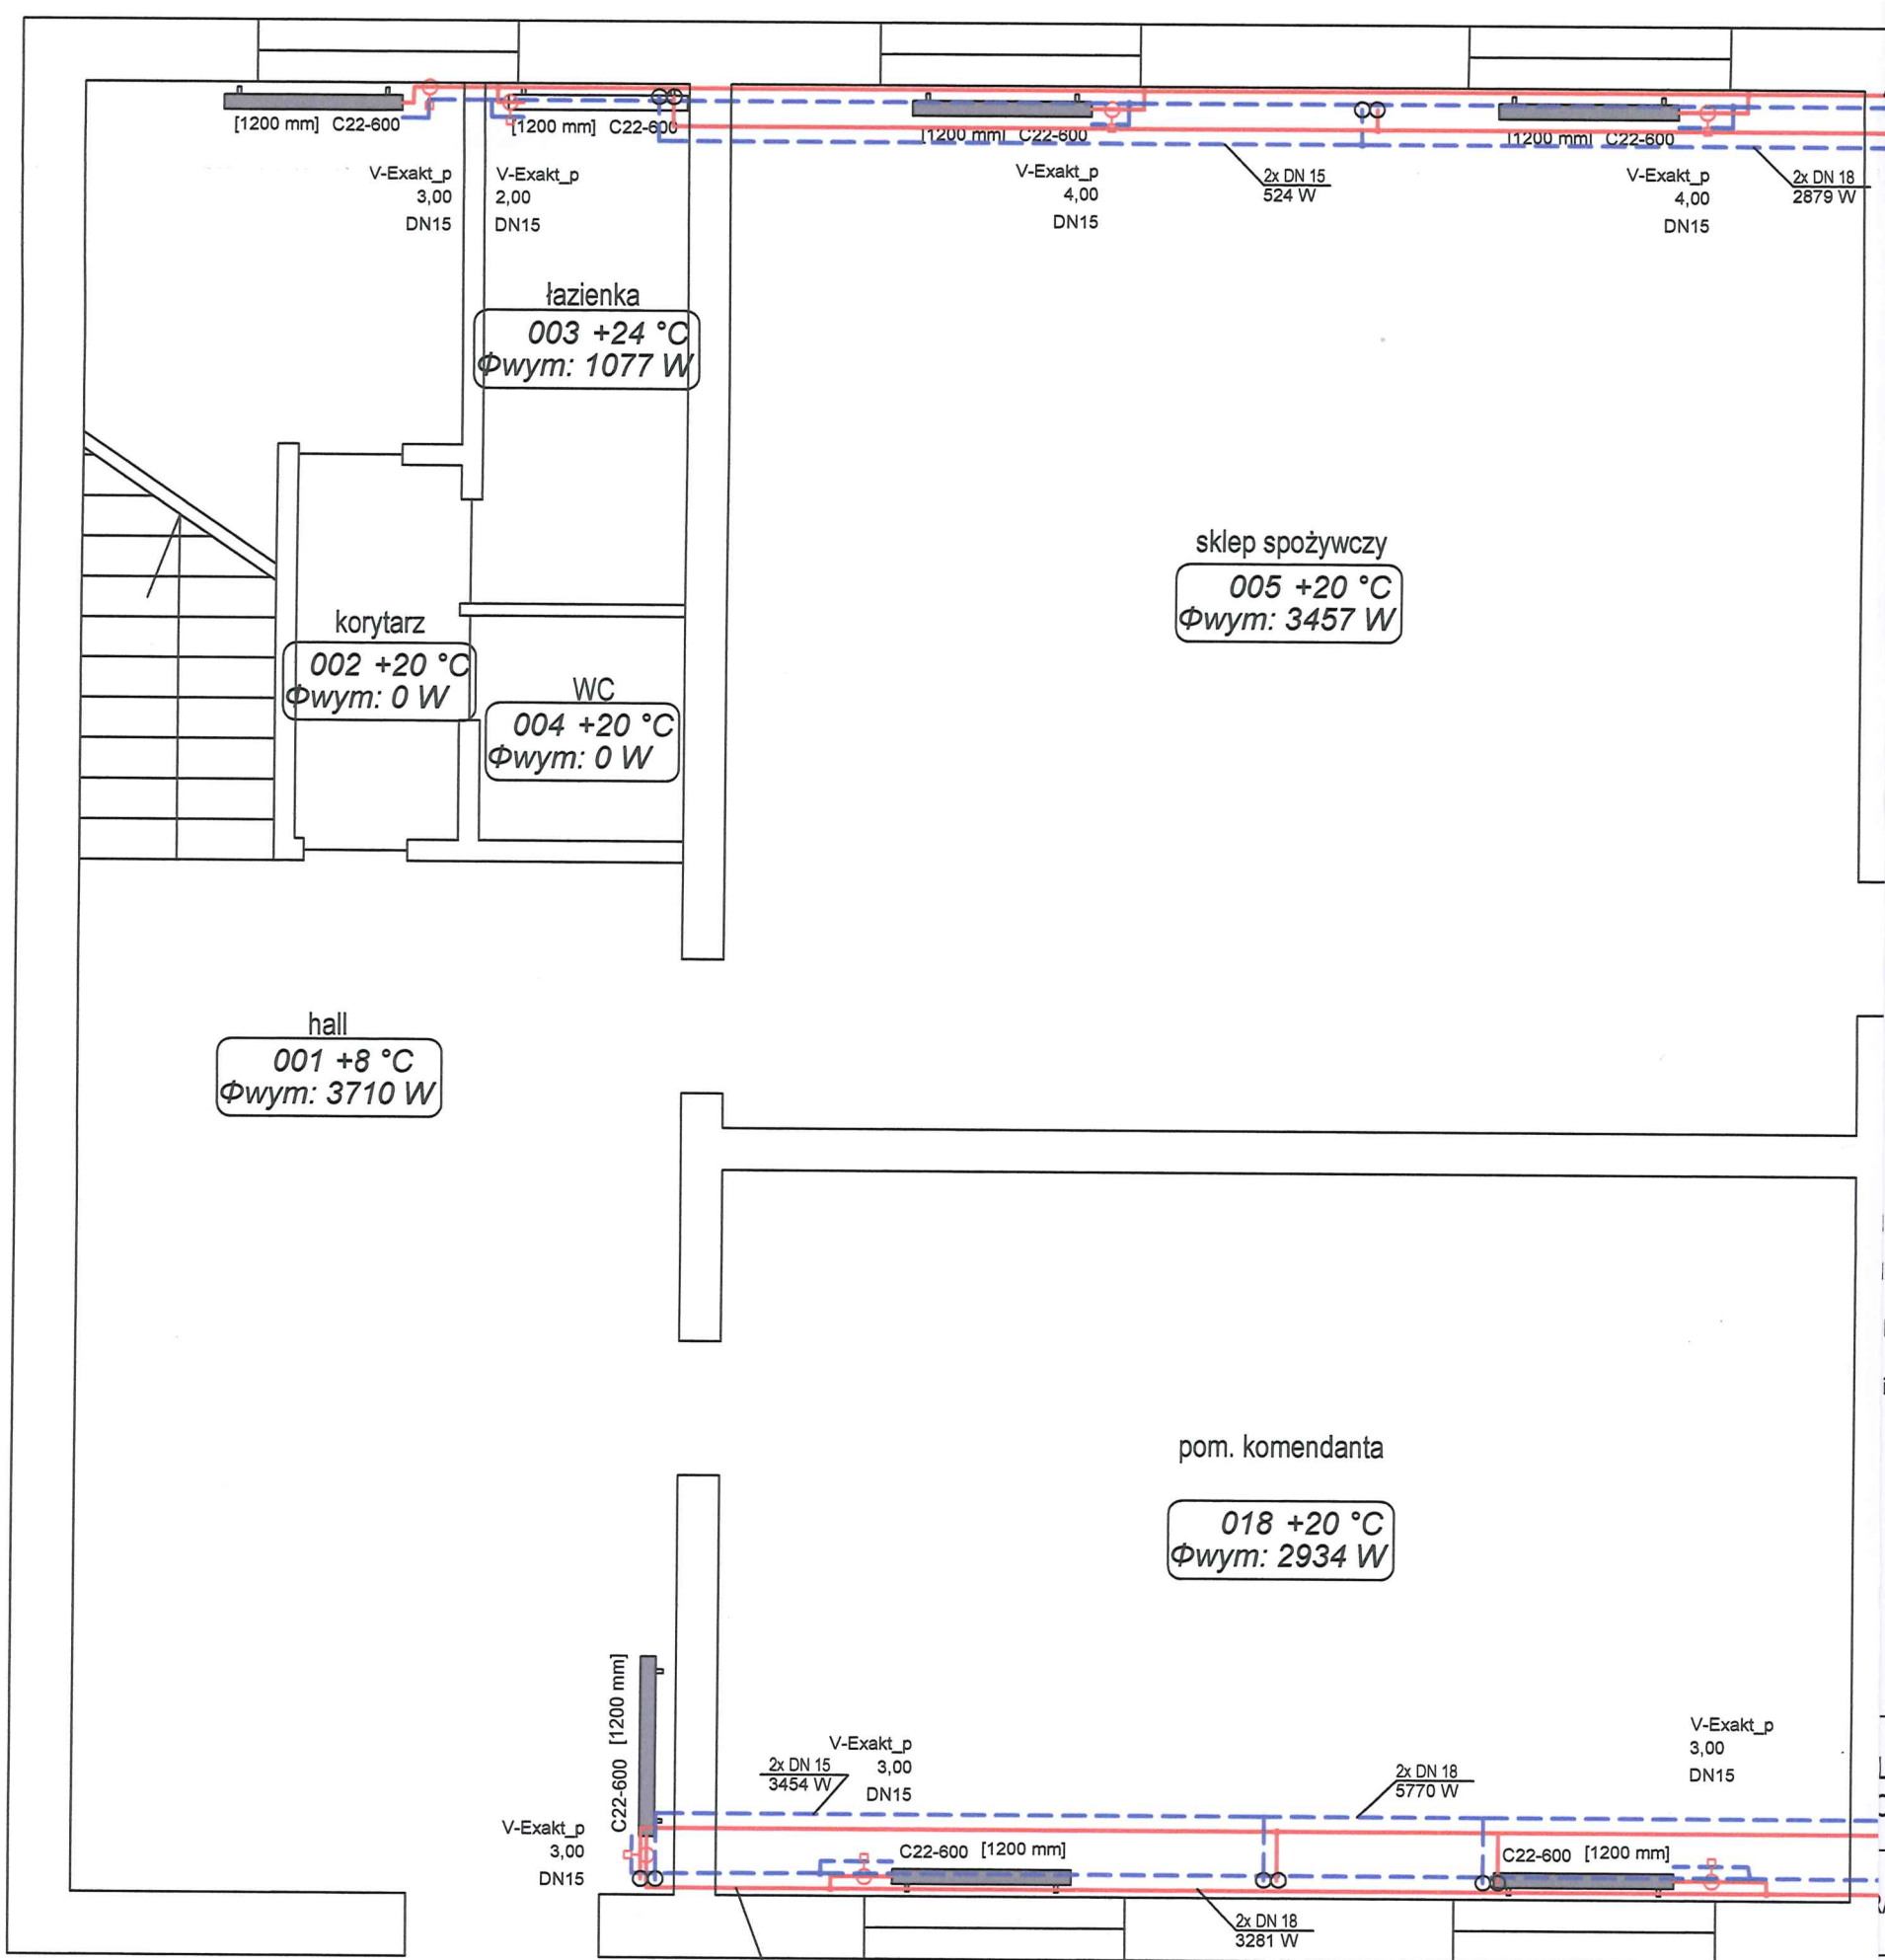 [1200 mm] C22-600
[1200 mm] C22-600
[1200 mm] C22-600
[1200 mm] C22-600
V-Exakt_p
3,00
DN15
V-Exakt_p
2,00
DN15
V-Exakt_p
4,00
DN15
2x DN 15
524 W
V-Exakt_p
4,00
DN15
2x DN 18
2879 W
łazienka
003 +24 °C
Φwym: 1077 W
sklep spożywczy
005 +20 °C
Φwym: 3457 W
korytarz
002 +20 °C
Φwym: 0 W
WC
004 +20 °C
Φwym: 0 W
hall
001 +8 °C
Φwym: 3710 W
pom. komendanta
018 +20 °C
Φwym: 2934 W
C22-600 [1200 mm]
V-Exakt_p
3,00
DN15
2x DN 15
3454 W
V-Exakt_p
3,00
DN15
2x DN 18
5770 W
V-Exakt_p
3,00
DN15
C22-600 [1200 mm]
C22-600 [1200 mm]
2x DN 18
3281 W